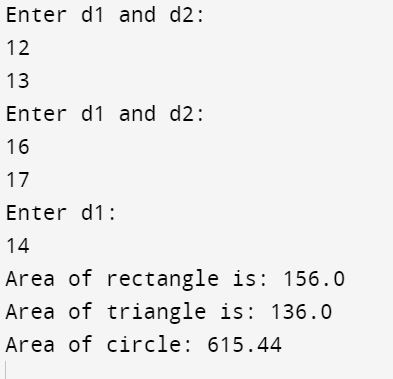 Enter d1 and d2:
12
13
Enter d1 and d2:
16
17
Enter d1:
14
Area of rectangle is: 156.0
Area of triangle is: 136.0
Area of circle: 615.44